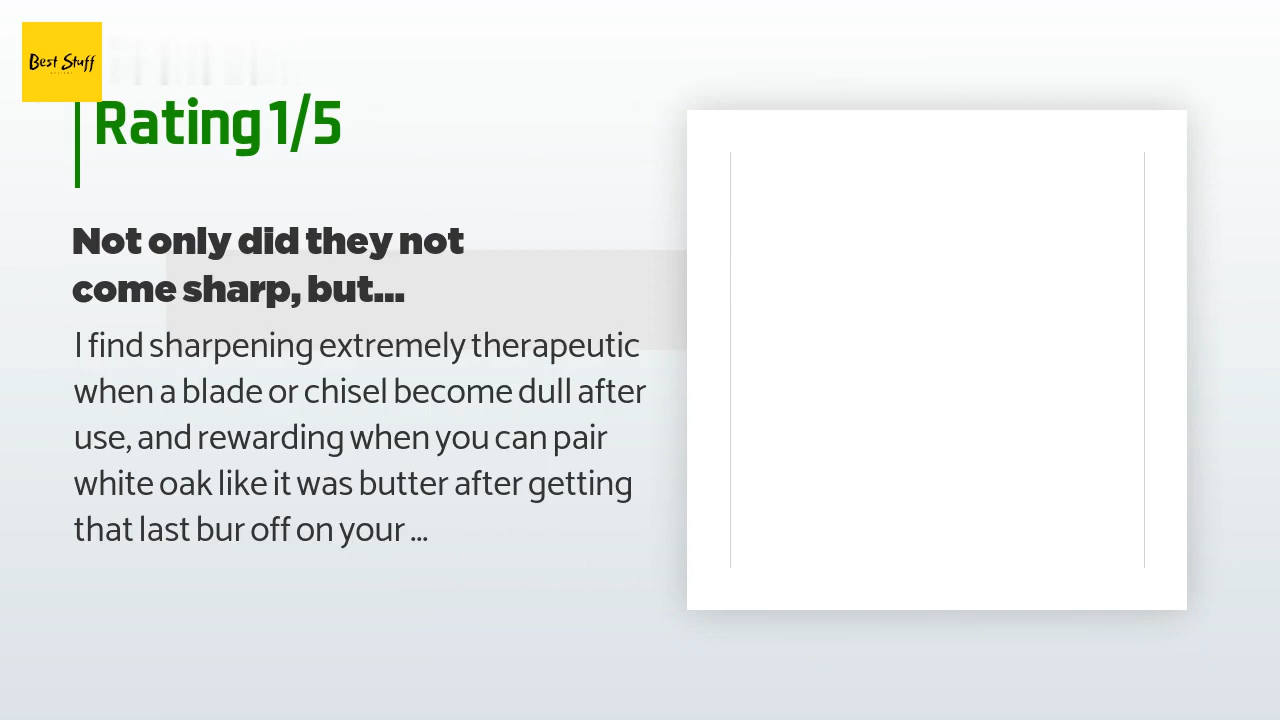 Best Stuff
Rating 1/5
Not only did they not
come sharp, but...
I find sharpening extremely therapeutic
when a blade or chisel become dull after
use, and rewarding when you can pair
white oak like it was butter after getting
that last bur off on your ...